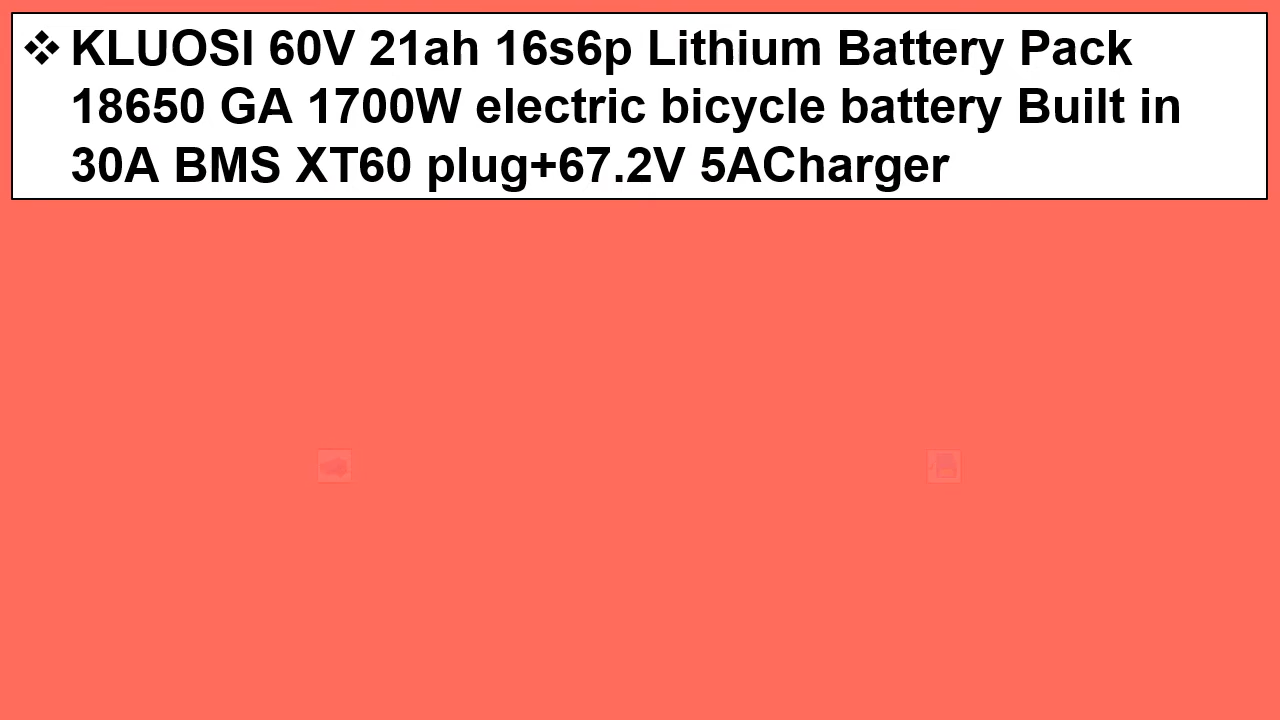 ❖ KLUOSI 60V 21ah 16s6p Lithium Battery Pack
18650 GA 1700W electric bicycle battery Built in
30A BMS XT60 plug+67.2V 5ACharger